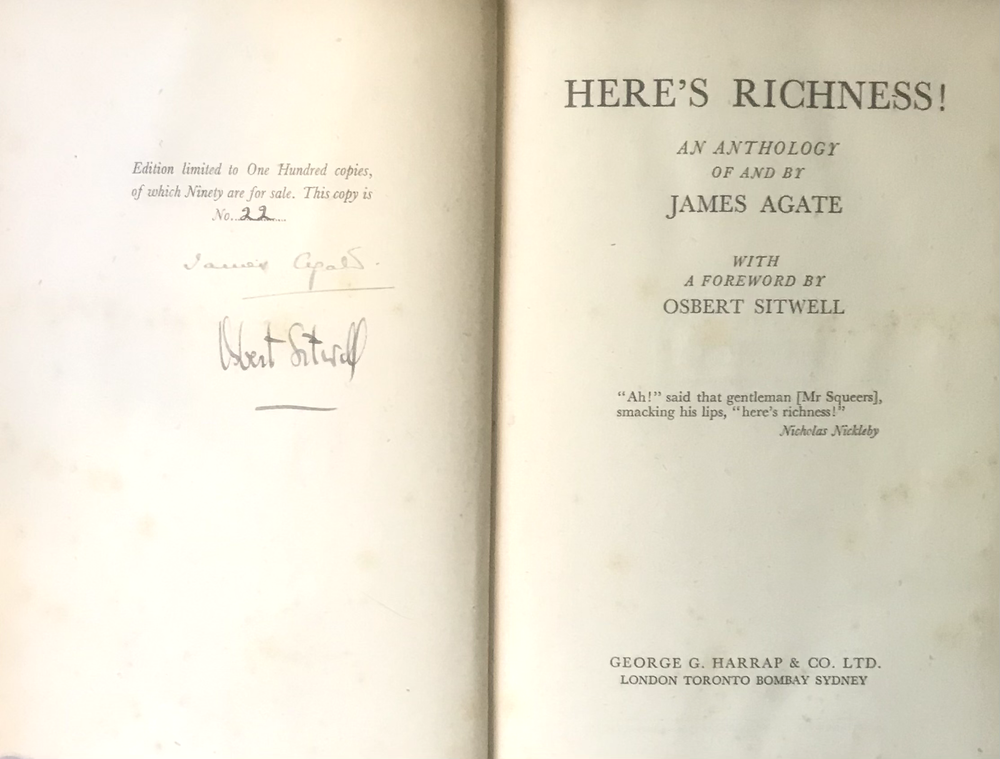 Edition limited to One Hundred copies,
of which Ninety are for sale. This copy is
No. 22
James Agate.
Osbert Sitwell
HERE'S RICHNESS!
AN ANTHOLOGY
OF AND BY
JAMES AGATE
WITH
A FOREWORD BY
OSBERT SITWELL
"Ah!" said that gentleman [Mr Squeers],
smacking his lips, "here's richness!"
Nicholas Nickleby
GEORGE G. HARRAP & CO. LTD.
LONDON TORONTO BOMBAY SYDNEY